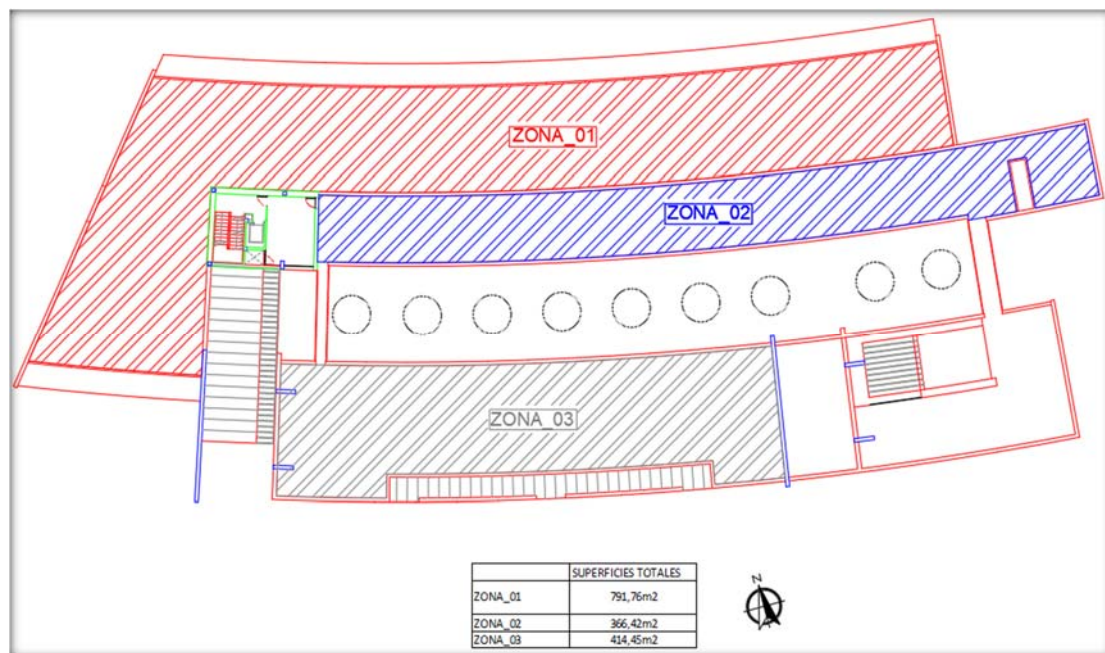 ZONA_01
ZONA_02
ZONA_03
SUPERFICIES TOTALES
ZONA_01 791,76m2
ZONA_02 366,42m2
ZONA_03 414,45m2
N